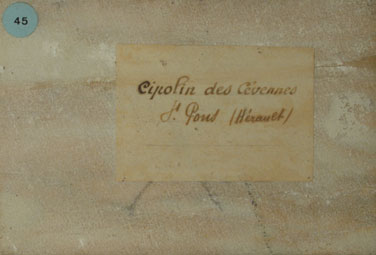 45
Cipolin des Cévennes
St Pons (Hérault)